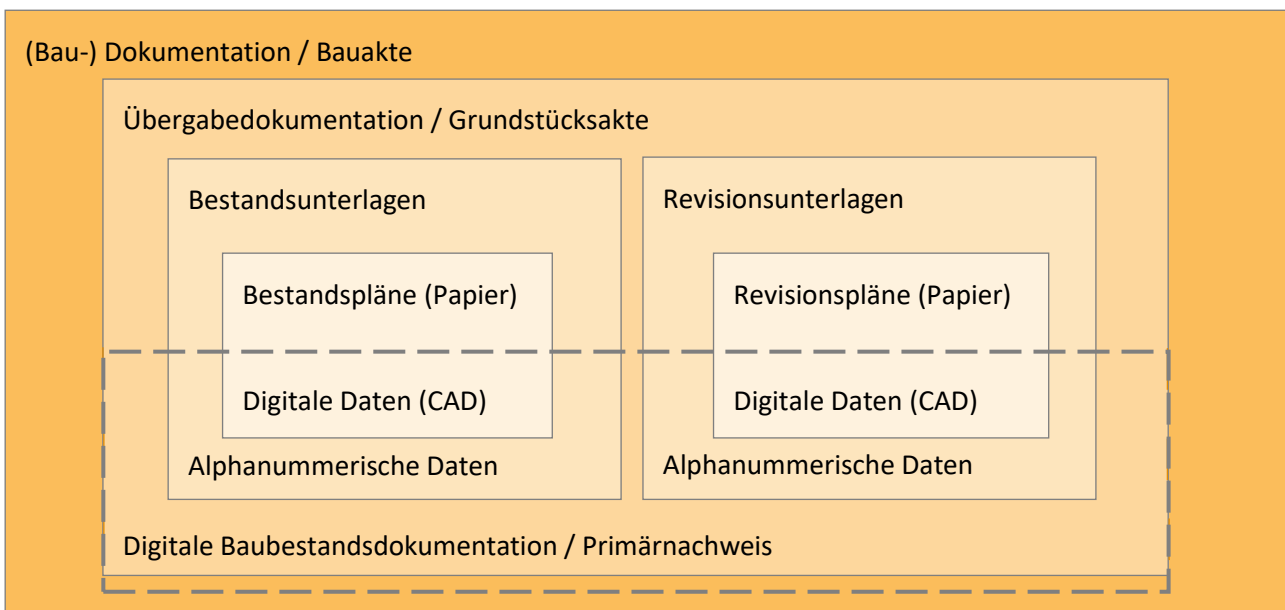 (Bau-) Dokumentation / Bauakte
Übergabedokumentation / Grundstücksakte
Bestandsunterlagen
Bestandspläne (Papier)
Digitale Daten (CAD)
Alphanummerische Daten
Revisionsunterlagen
Revisionspläne (Papier)
Digitale Daten (CAD)
Alphanummerische Daten
Digitale Baubestandsdokumentation / Primärnachweis